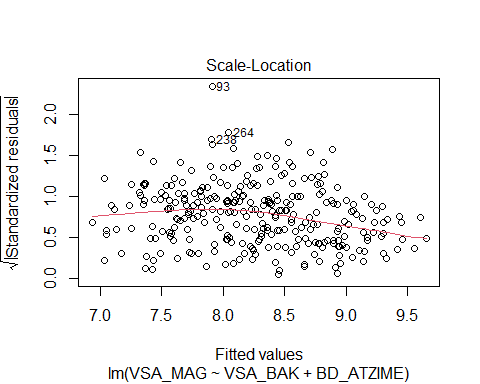 Scale-Location
√|Standardized residuals|
0.0 0.5 1.0 1.5 2.0
93
264
238
7.0 7.5 8.0 8.5 9.0 9.5
Fitted values
lm(VSA_MAG ~ VSA_BAK + BD_ATZIME)